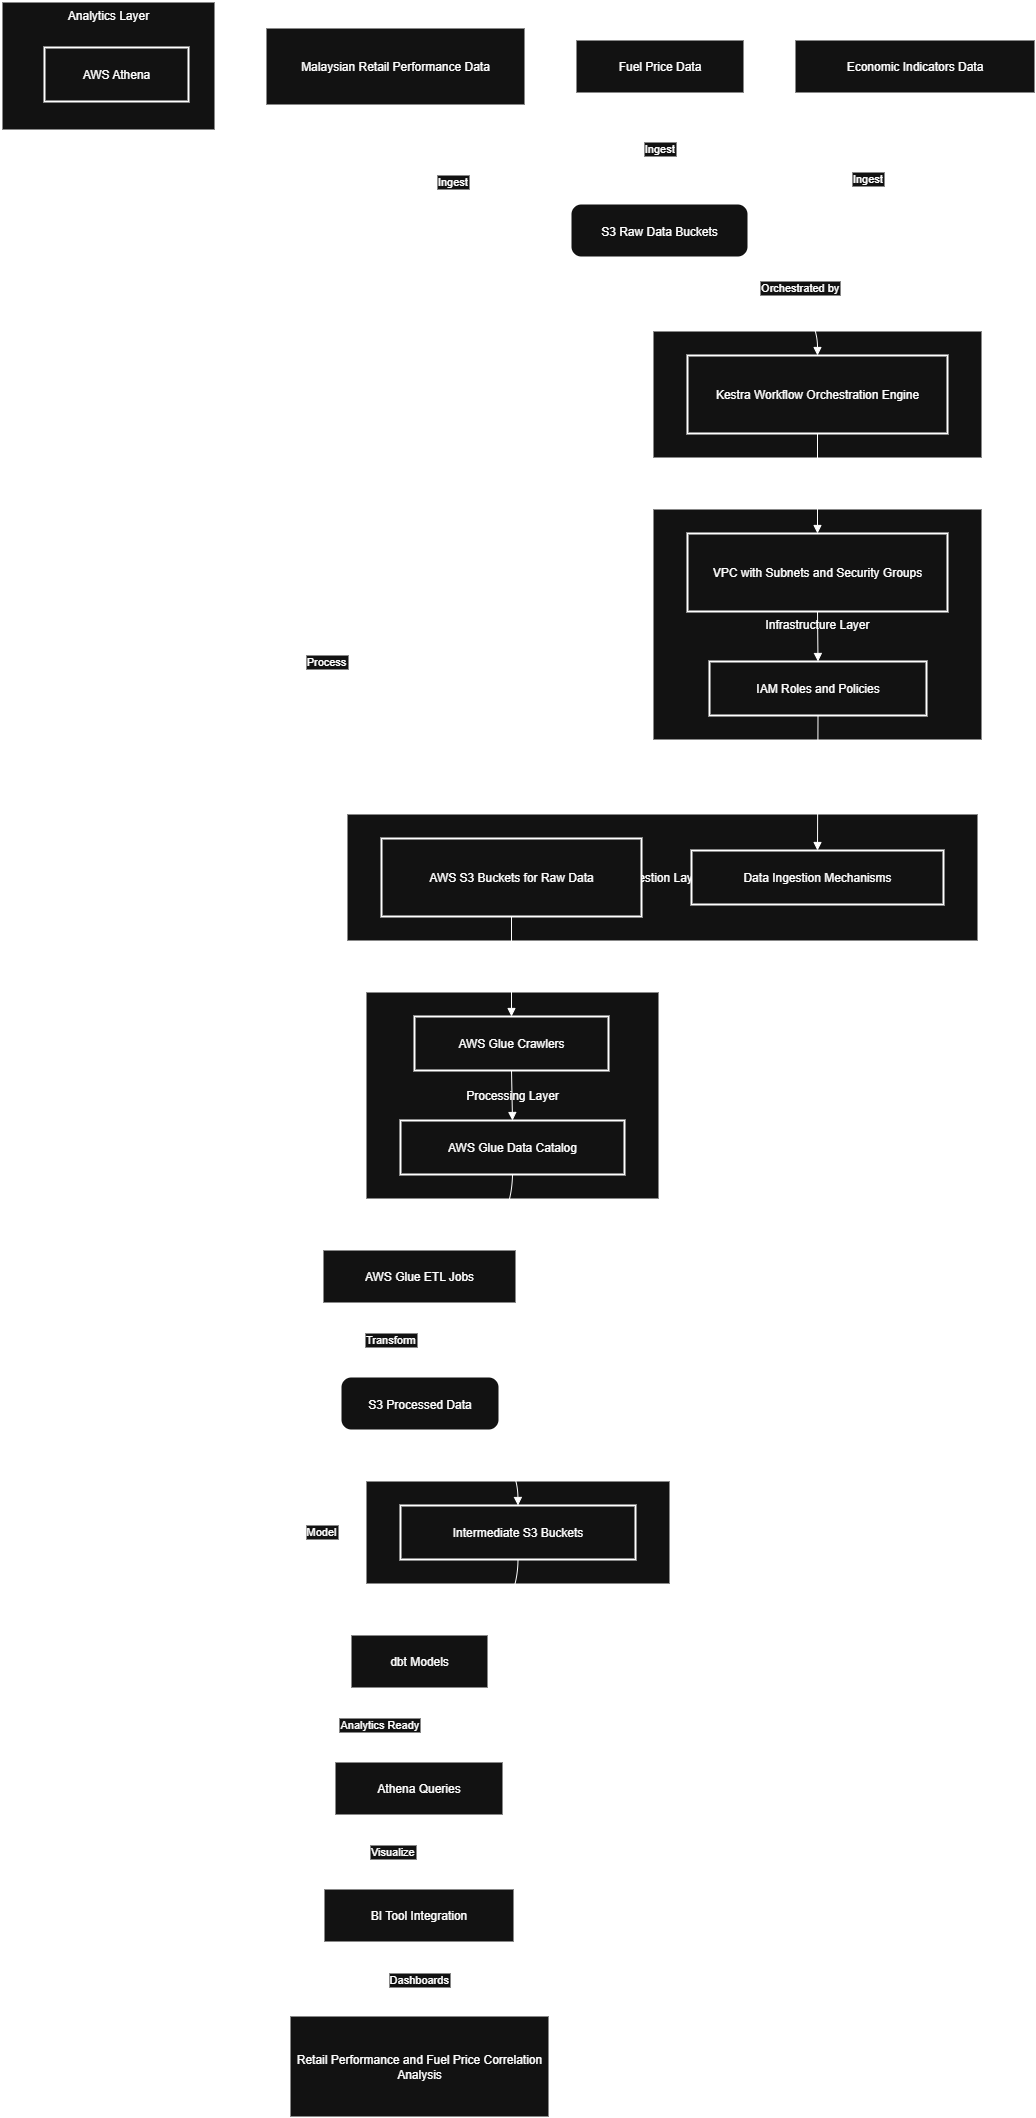 Analytics Layer
AWS Athena
Malaysian Retail Performance Data
Fuel Price Data
Economic Indicators Data
Ingest
Ingest
Ingest
S3 Raw Data Buckets
Orchestrated by
Kestra Workflow Orchestration Engine
VPC with Subnets and Security Groups
Infrastructure Layer
Process
IAM Roles and Policies
AWS S3 Buckets for Raw Data
Data Ingestion Mechanisms
AWS Glue Crawlers
Processing Layer
AWS Glue Data Catalog
AWS Glue ETL Jobs
Transform
S3 Processed Data
Model
Intermediate S3 Buckets
dbt Models
Analytics Ready
Athena Queries
Visualize
BI Tool Integration
Dashboards
Retail Performance and Fuel Price Correlation
Analysis